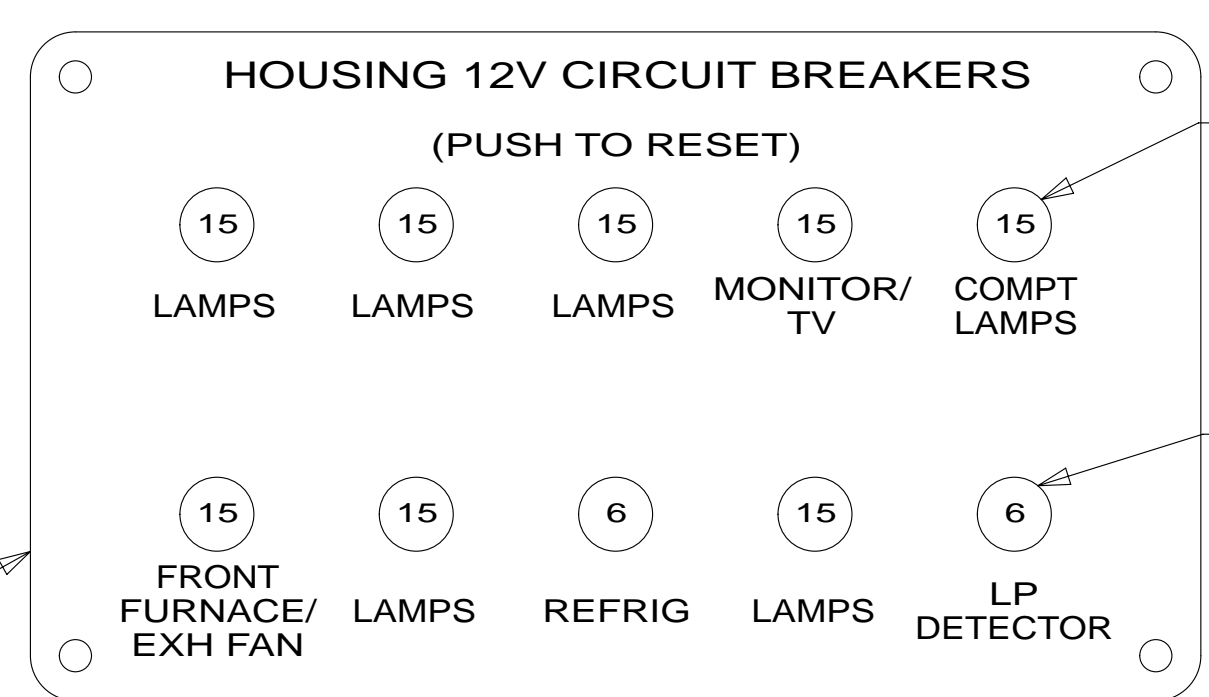 HOUSING 12V CIRCUIT BREAKERS
(PUSH TO RESET)
15 15 15 15 15
LAMPS LAMPS LAMPS MONITOR/ COMPT
TV LAMPS
15 15 6 15 6
FRONT
FURNACE/ LAMPS REFRIG LAMPS LP
EXH FAN DETECTOR